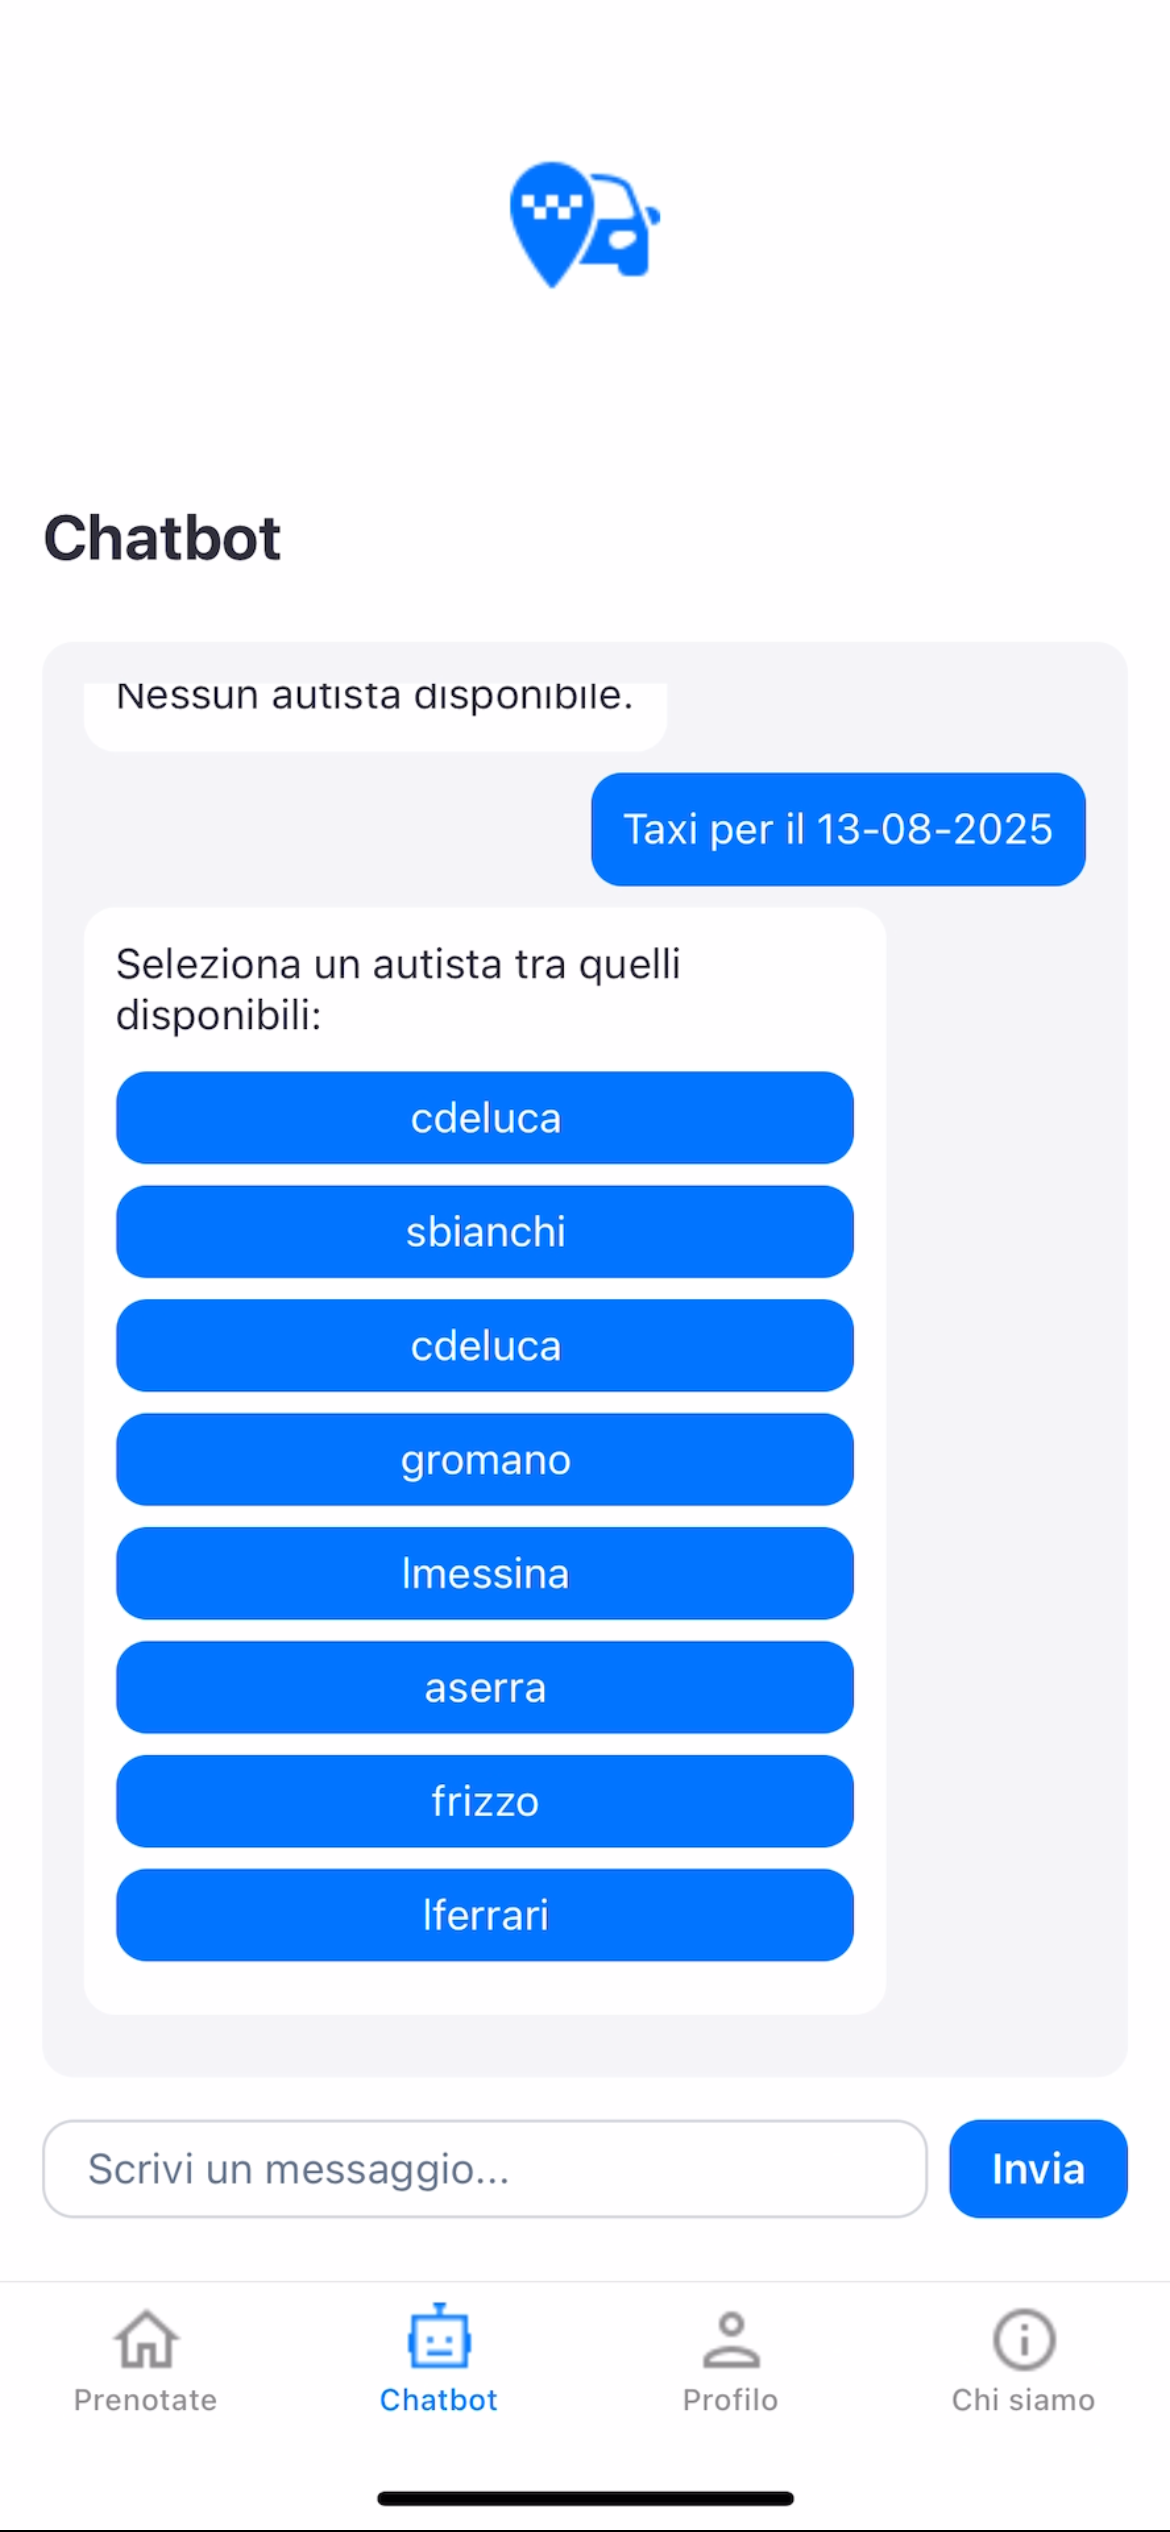 Chatbot
Nessun autista disponibile.
Taxi per il 13-08-2025
Seleziona un autista tra quelli
disponibili:
cdeluca
sbianchi
cdeluca
gromano
lmessina
aserra
frizzo
lferrari
Scrivi un messaggio...
Invia
Prenotate
Chatbot
Profilo
Chi siamo